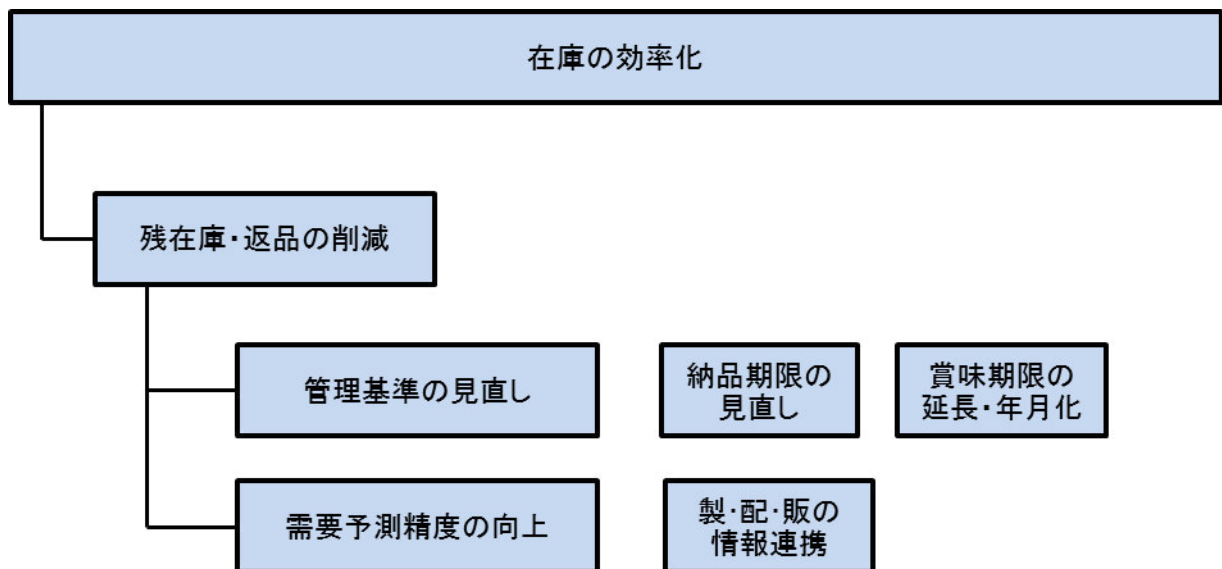 在庫の効率化
残在庫・返品の削減
管理基準の見直し
納品期限の
見直し
賞味期限の
延長・年月化
需要予測精度の向上
製・配・販の
情報連携